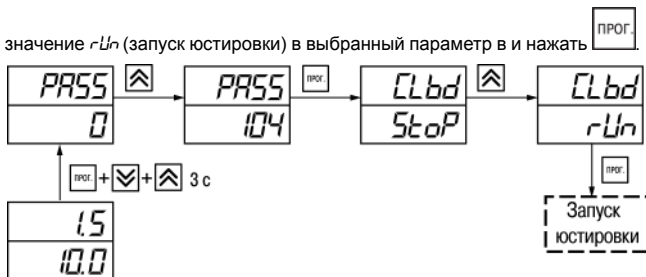 значение rUn (запуск юстировки) в выбранный параметр в и нажать ПРОГ.
PASS
0
PASS
104
ПРОГ.
CLbd
StoP
CLbd
rUn
ПРОГ. + + 3 с
ПРОГ.
1.5
10.0
Запуск
юстировки